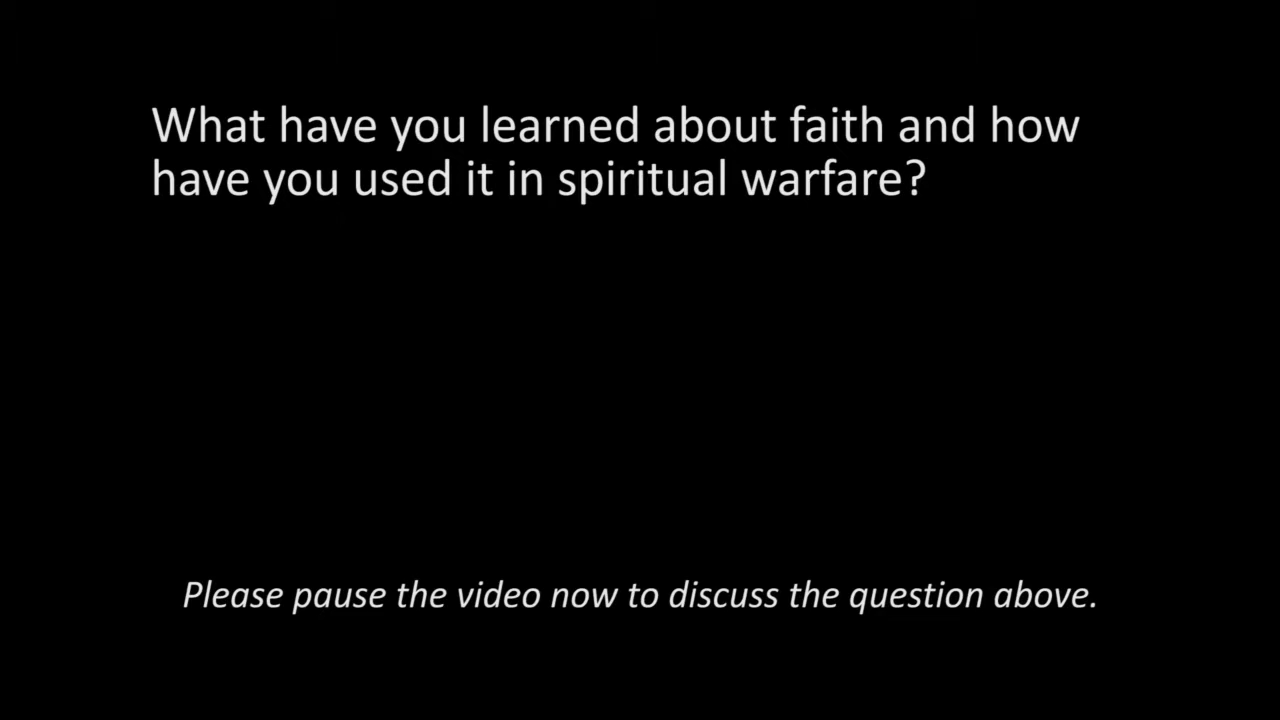 What have you learned about faith and how
have you used it in spiritual warfare?
Please pause the video now to discuss the question above.